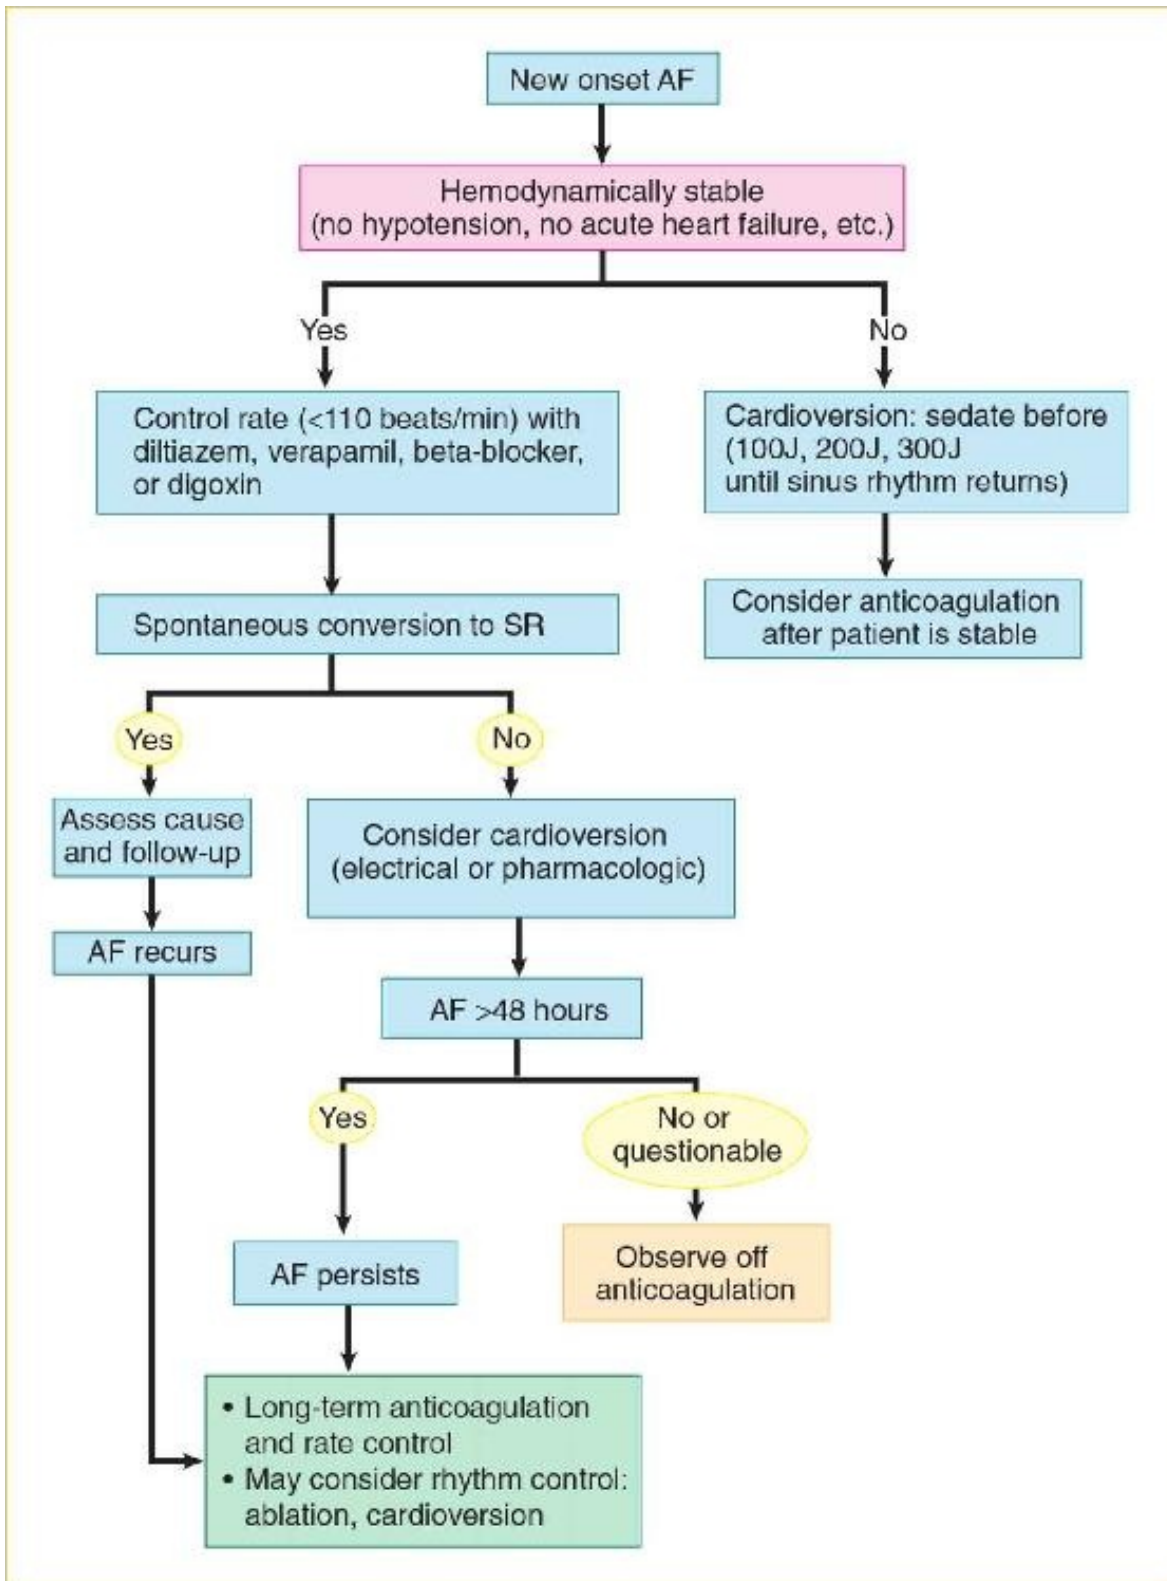 New onset AF
Hemodynamically stable
(no hypotension, no acute heart failure, etc.)
Yes
No
Control rate (<110 beats/min) with
diltiazem, verapamil, beta-blocker,
or digoxin
Cardioversion: sedate before
(100J, 200J, 300J
until sinus rhythm returns)
Spontaneous conversion to SR
Consider anticoagulation
after patient is stable
Yes
No
Assess cause
and follow-up
Consider cardioversion
(electrical or pharmacologic)
AF recurs
AF >48 hours
Yes
No or
questionable
AF persists
Observe off
anticoagulation
• Long-term anticoagulation
and rate control
• May consider rhythm control:
ablation, cardioversion